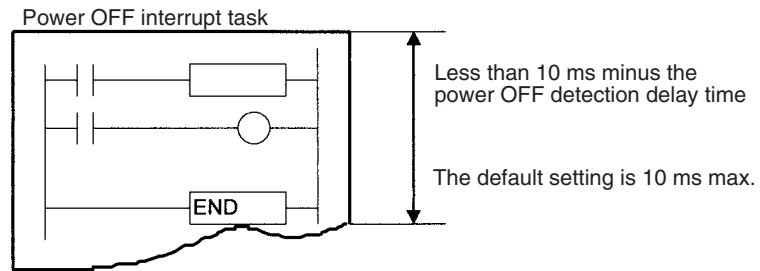 Power OFF interrupt task
Less than 10 ms minus the
power OFF detection delay time
The default setting is 10 ms max.
END